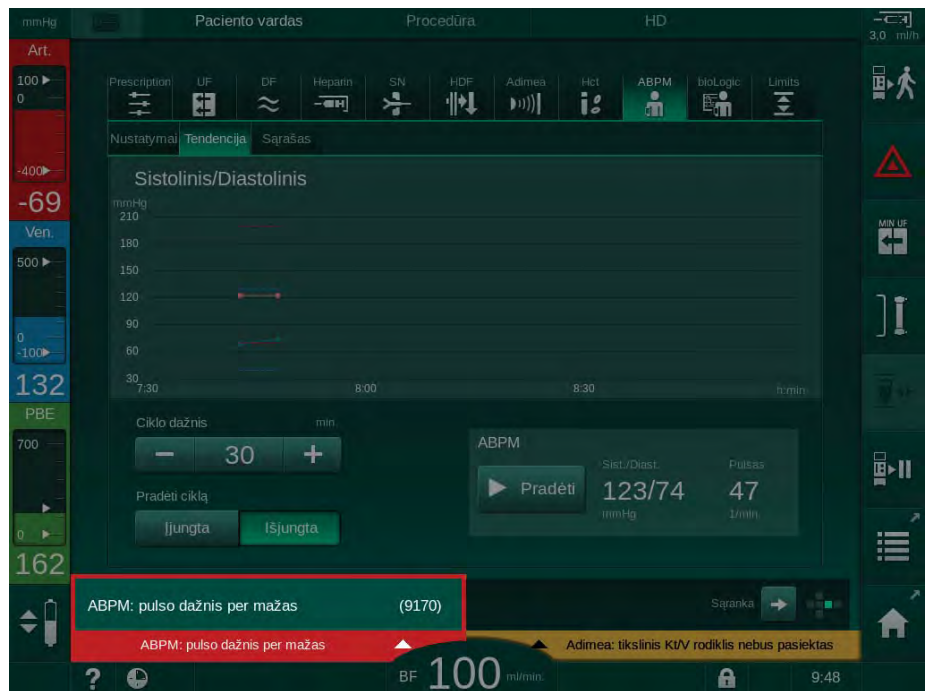 mmHg
Paciento vardas
Procedūra
HD
3,0 ml/h
Art.
100
0
-400
-69
Ven.
500
0
-100
132
PBE
700
0
162
Prescription
UF
DF
Heparin
SN
HDF
Adimea
Hct
ABPM
bioLogic
Limits
Nustatymai
Tendencija
Sąrašas
Sistolinis/Diastolinis
mmHg
210
180
150
120
90
60
30
7:30
8:00
8:30
h:min
Ciklo dažnis
min.
30
Pradėti ciklą
Įjungta
Išjungta
ABPM
Pradėti
Sist./Diast.
Pulsas
123/74
47
mmHg
1/min.
MIN UF
ABPM: pulso dažnis per mažas (9170)
Sąranka
ABPM: pulso dažnis per mažas
Adimea: tikslinis Kt/V rodiklis nebus pasiektas
?
BF 100 ml/min.
9:48